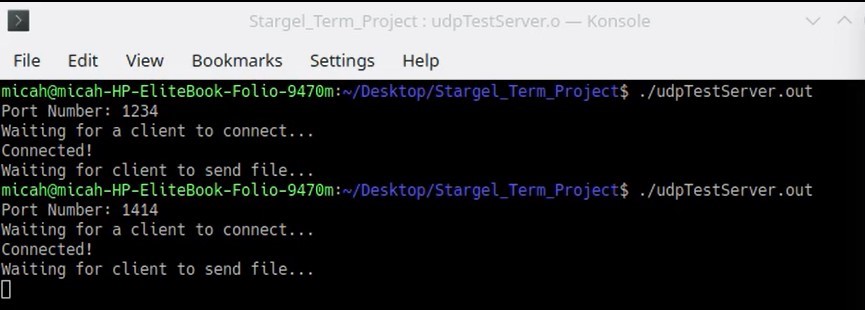 Stargel_Term_Project : udpTestServer.o — Konsole
File Edit View Bookmarks Settings Help
micah@micah-HP-EliteBook-Folio-9470m:~/Desktop/Stargel_Term_Project$ ./udpTestServer.out
Port Number: 1234
Waiting for a client to connect...
Connected!
Waiting for client to send file...
micah@micah-HP-EliteBook-Folio-9470m:~/Desktop/Stargel_Term_Project$ ./udpTestServer.out
Port Number: 1414
Waiting for a client to connect...
Connected!
Waiting for client to send file...